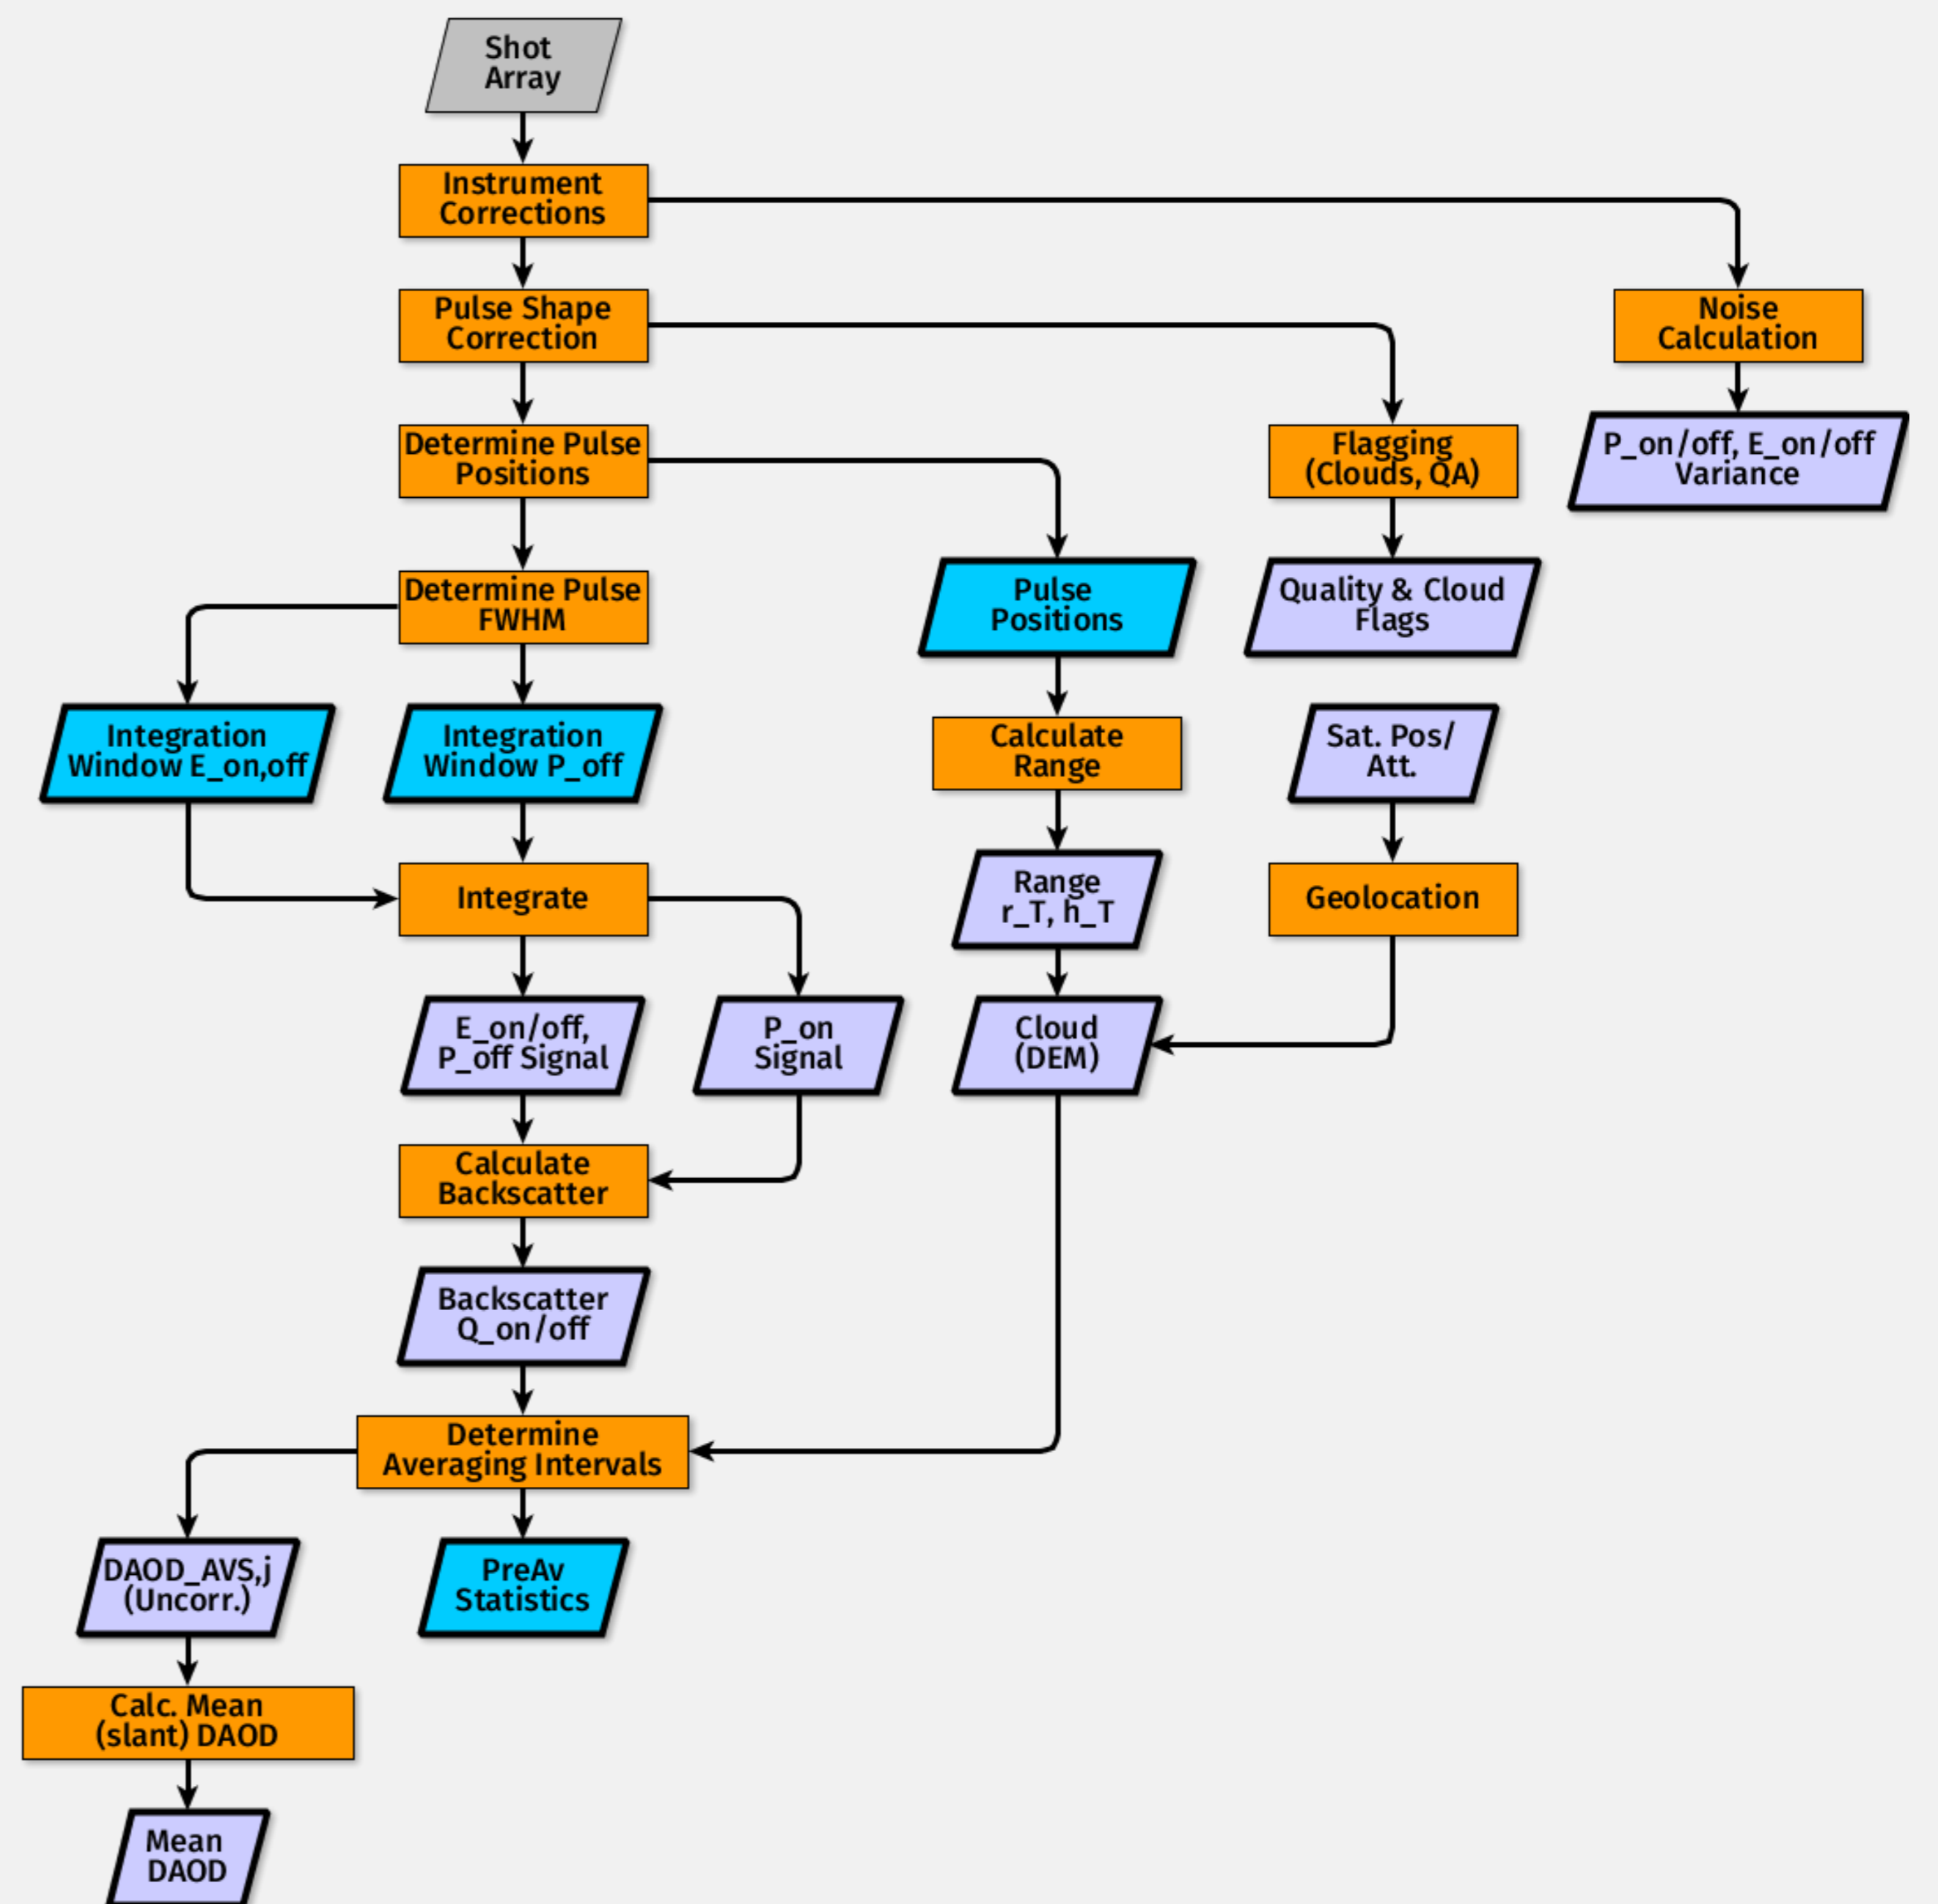 Shot
Array
Instrument
Corrections
Pulse Shape
Correction
Noise
Calculation
Determine Pulse
Positions
Flagging
(Clouds, QA)
P_on/off, E_on/off
Variance
Determine Pulse
FWHM
Pulse
Positions
Quality & Cloud
Flags
Integration
Window E_on,off
Integration
Window P_off
Calculate
Range
Sat. Pos/
Att.
Integrate
Range
r_T, h_T
Geolocation
E_on/off,
P_off Signal
P_on
Signal
Cloud
(DEM)
Calculate
Backscatter
Backscatter
Q_on/off
Determine
Averaging Intervals
DAOD_AVS,j
(Uncorr.)
PreAv
Statistics
Calc. Mean
(slant) DAOD
Mean
DAOD